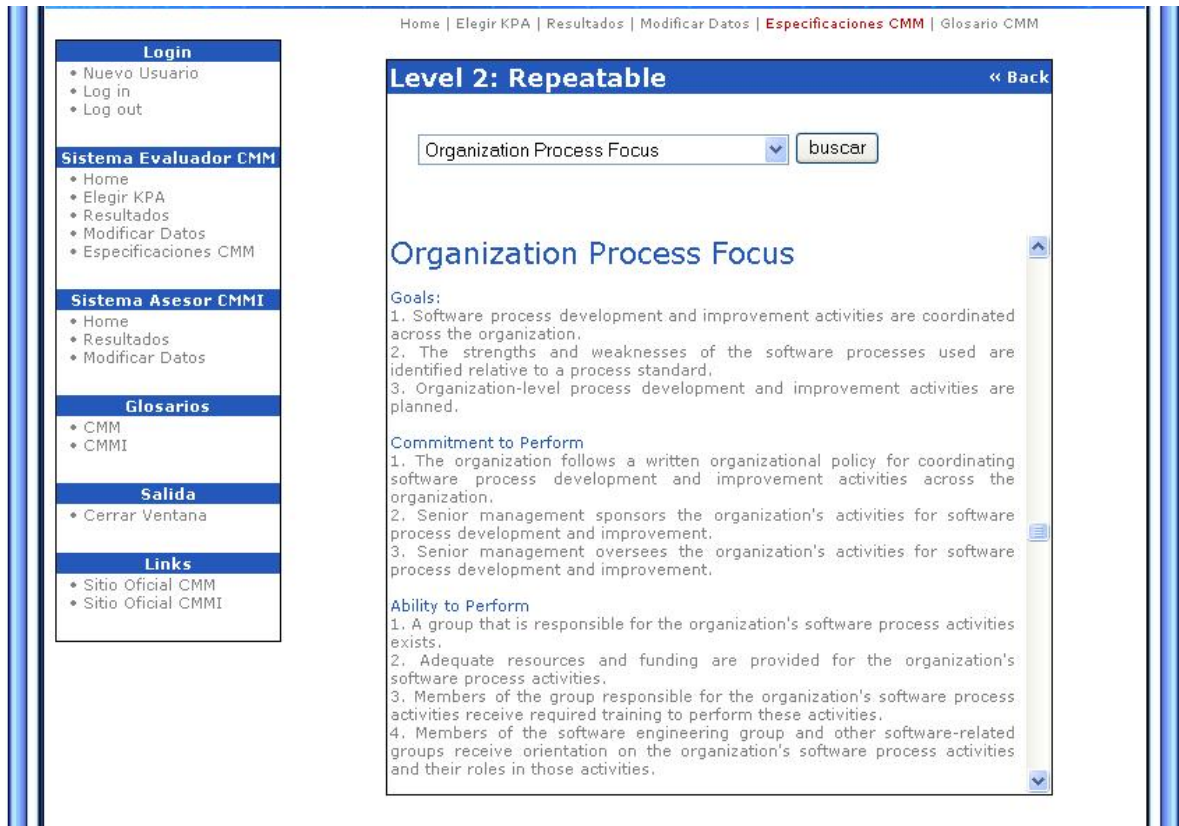 Home | Elegir KPA | Resultados | Modificar Datos | Especificaciones CMM | Glosario CMM
Login
• Nuevo Usuario
• Log in
• Log out
Sistema Evaluador CMM
• Home
• Elegir KPA
• Resultados
• Modificar Datos
• Especificaciones CMM
Sistema Asesor CMMI
• Home
• Resultados
• Modificar Datos
Glosarios
• CMM
• CMMI
Salida
• Cerrar Ventana
Links
• Sitio Oficial CMM
• Sitio Oficial CMMI
Level 2: Repeatable
« Back
Organization Process Focus
buscar
Organization Process Focus
Goals:
1. Software process development and improvement activities are coordinated
across the organization.
2. The strengths and weaknesses of the software processes used are
identified relative to a process standard.
3. Organization-level process development and improvement activities are
planned.
Commitment to Perform
1. The organization follows a written organizational policy for coordinating
software process development and improvement activities across the
organization.
2. Senior management sponsors the organization's activities for software
process development and improvement.
3. Senior management oversees the organization's activities for software
process development and improvement.
Ability to Perform
1. A group that is responsible for the organization's software process activities
exists.
2. Adequate resources and funding are provided for the organization's
software process activities.
3. Members of the group responsible for the organization's software process
activities receive required training to perform these activities.
4. Members of the software engineering group and other software-related
groups receive orientation on the organization's software process activities
and their roles in those activities.